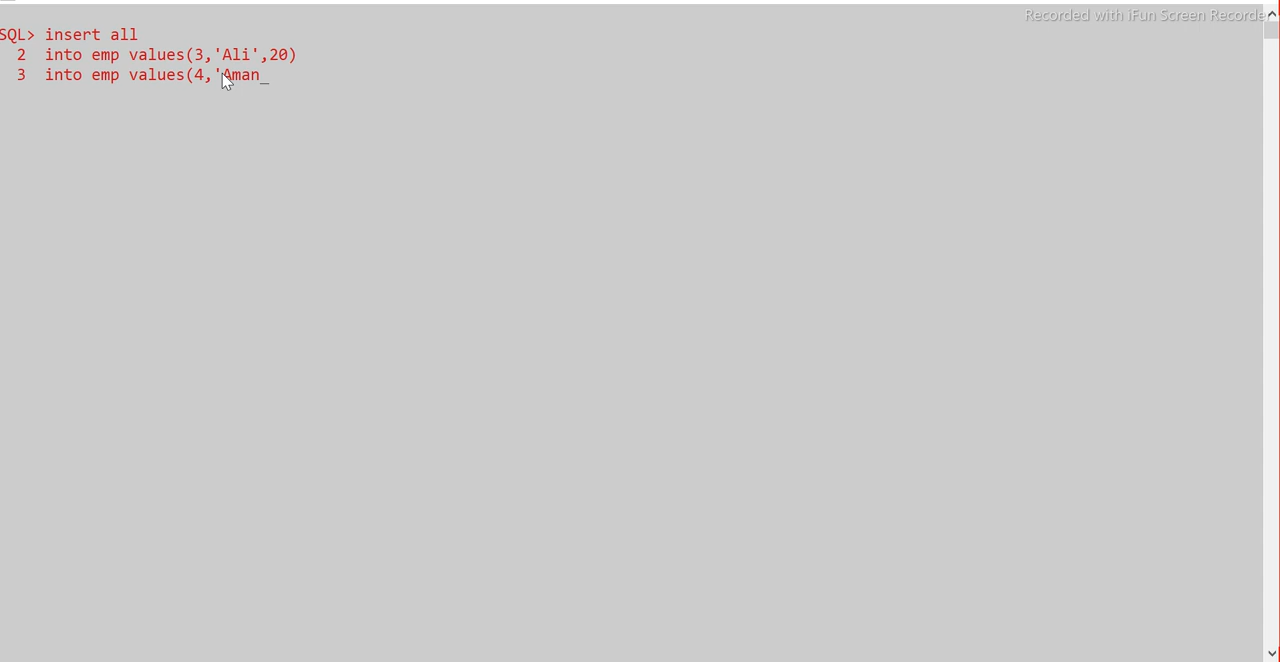 Recorded with iFun Screen Recorde
SQL> insert all
2 into emp values(3,'Ali',20)
3 into emp values(4,'Aman_